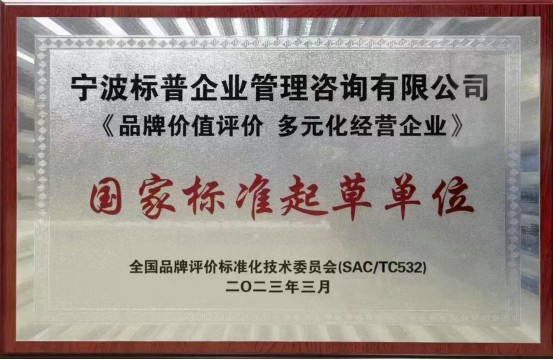 宁波标普企业管理咨询有限公司
《品牌价值评价 多元化经营企业》
国家标准起草单位
全国品牌评价标准化技术委员会(SAC/TC532)
二〇二三年三月